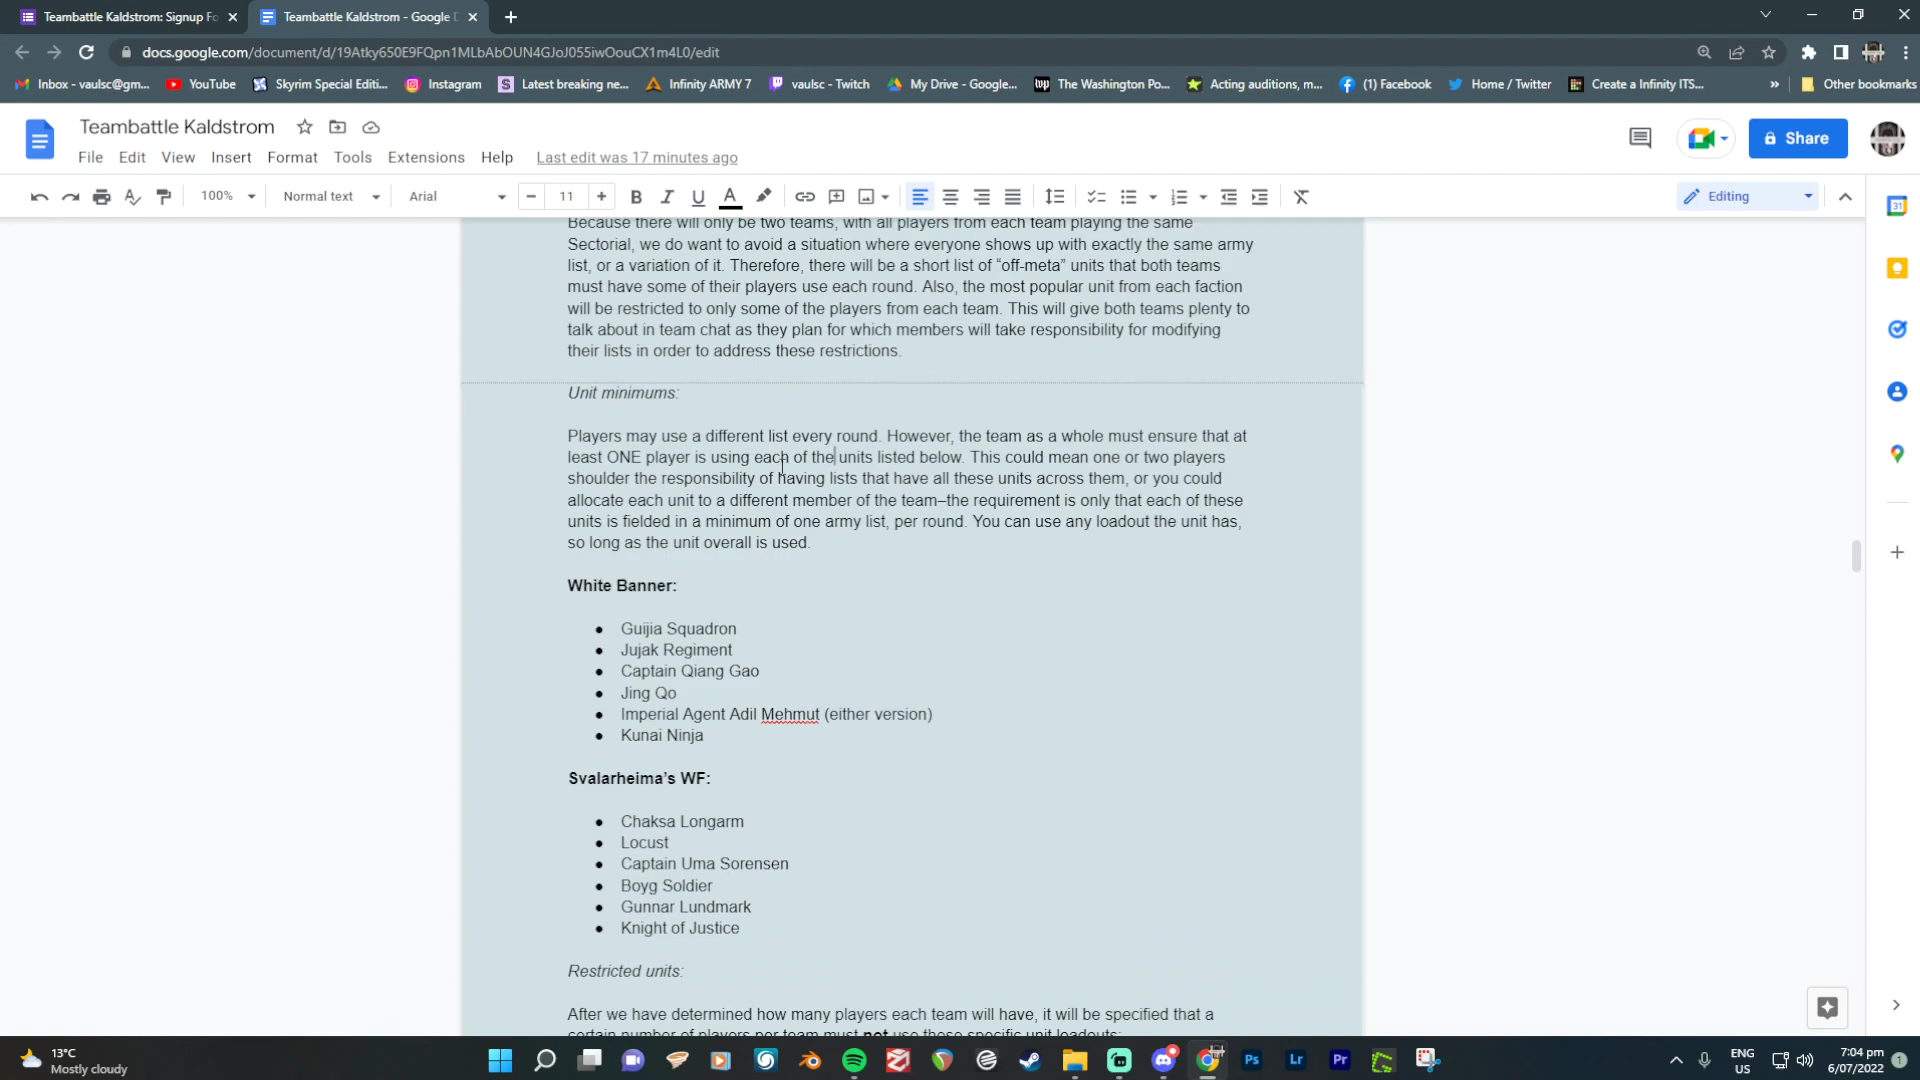 Teambattle Kaldstrom: Signup Fo
Teambattle Kaldstrom - Google D
docs.google.com/document/d/19Atky650E9FQpn1MLbAbOUN4GJoJ055iwOouCX1m4L0/edit
Inbox - vaulsc@gm... YouTube Skyrim Special Editi... Instagram Latest breaking ne... Infinity ARMY 7 vaulsc - Twitch My Drive - Google... The Washington Po... Acting auditions, m... (1) Facebook Home / Twitter Create a Infinity ITS... » Other bookmarks
Teambattle Kaldstrom
Share
File Edit View Insert Format Tools Extensions Help Last edit was 17 minutes ago
100% Normal text Arial 11 Editing
Because there will only be two teams, with all players from each team playing the same
Sectorial, we do want to avoid a situation where everyone shows up with exactly the same army
list, or a variation of it. Therefore, there will be a short list of “off-meta” units that both teams
must have some of their players use each round. Also, the most popular unit from each faction
will be restricted to only some of the players from each team. This will give both teams plenty to
talk about in team chat as they plan for which members will take responsibility for modifying
their lists in order to address these restrictions.
Unit minimums:
Players may use a different list every round. However, the team as a whole must ensure that at
least ONE player is using each of the units listed below. This could mean one or two players
shoulder the responsibility of having lists that have all these units across them, or you could
allocate each unit to a different member of the team–the requirement is only that each of these
units is fielded in a minimum of one army list, per round. You can use any loadout the unit has,
so long as the unit overall is used.
White Banner:
● Guijia Squadron
● Jujak Regiment
● Captain Qiang Gao
● Jing Qo
● Imperial Agent Adil Mehmut (either version)
● Kunai Ninja
Svalarheima’s WF:
● Chaksa Longarm
● Locust
● Captain Uma Sorensen
● Boyg Soldier
● Gunnar Lundmark
● Knight of Justice
Restricted units:
After we have determined how many players each team will have, it will be specified that a
certain number of players per team must not use these specific unit loadouts:
13°C
Mostly cloudy
ENG
US
7:04 pm
6/07/2022